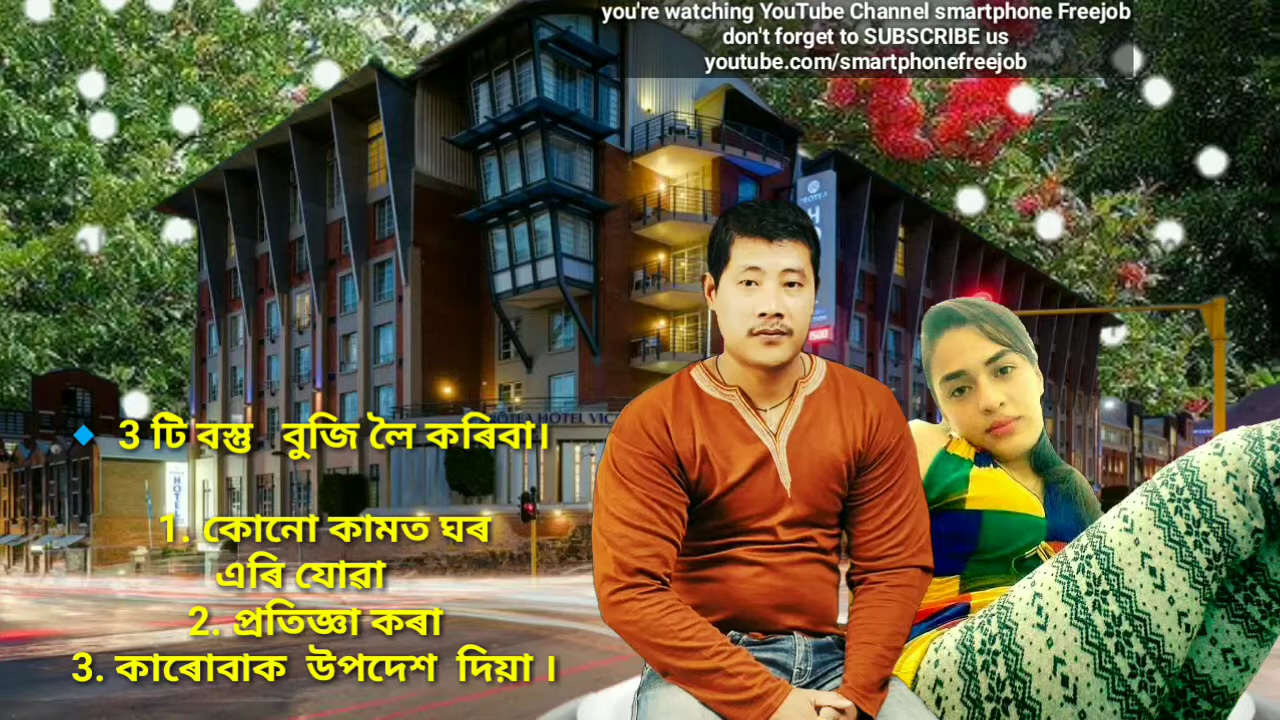 you're watching YouTube Channel smartphone Freejob
don't forget to SUBSCRIBE us
youtube.com/smartphonefreejob
HOTEL
3 টি বস্তু বুজি লৈ কৰিবা।
1. কোনো কামত ঘৰ
এৰি যোৱা
2. প্ৰতিজ্ঞা কৰা
3. কাৰোবাক উপদেশ দিয়া ।